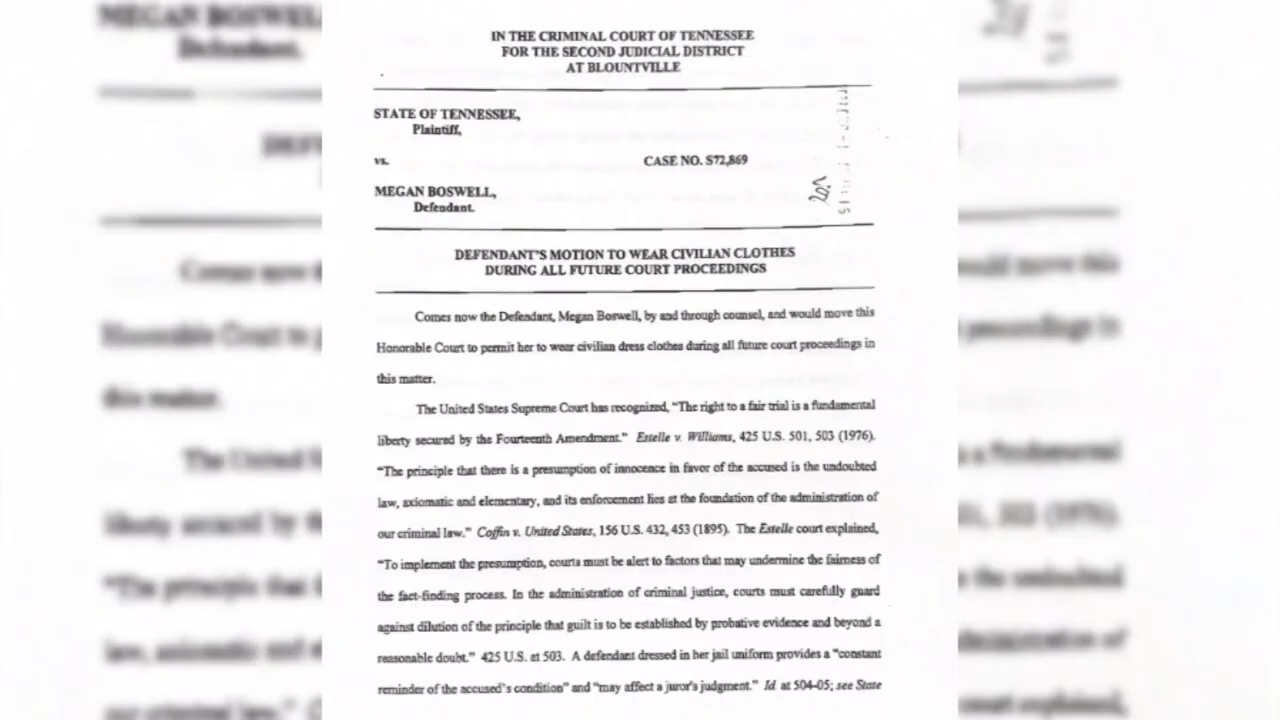 IN THE CRIMINAL COURT OF TENNESSEE
FOR THE SECOND JUDICIAL DISTRICT
AT BLOUNTVILLE
STATE OF TENNESSEE,
Plaintiff,
vs.
CASE NO. S72,869
MEGAN BOSWELL,
Defendant.
DEFENDANT'S MOTION TO WEAR CIVILIAN CLOTHES
DURING ALL FUTURE COURT PROCEEDINGS
Comes now the Defendant, Megan Boswell, by and through counsel, and would move this
Honorable Court to permit her to wear civilian dress clothes during all future court proceedings in
this matter.
The United States Supreme Court has recognized, "The right to a fair trial is a fundamental
liberty secured by the Fourteenth Amendment." Estelle v. Williams, 425 U.S. 501, 503 (1976).
"The principle that there is a presumption of innocence in favor of the accused is the undoubted
law, axiomatic and elementary, and its enforcement lies at the foundation of the administration of
our criminal law." Coffin v. United States, 156 U.S. 432, 453 (1895). The Estelle court explained,
"To implement the presumption, courts must be alert to factors that may undermine the fairness of
the fact-finding process. In the administration of criminal justice, courts must carefully guard
against dilution of the principle that guilt is to be established by probative evidence and beyond a
reasonable doubt." 425 U.S. at 503. A defendant dressed in her jail uniform provides a "constant
reminder of the accused's condition" and "may affect a juror's judgment." Id at 504-05; see State